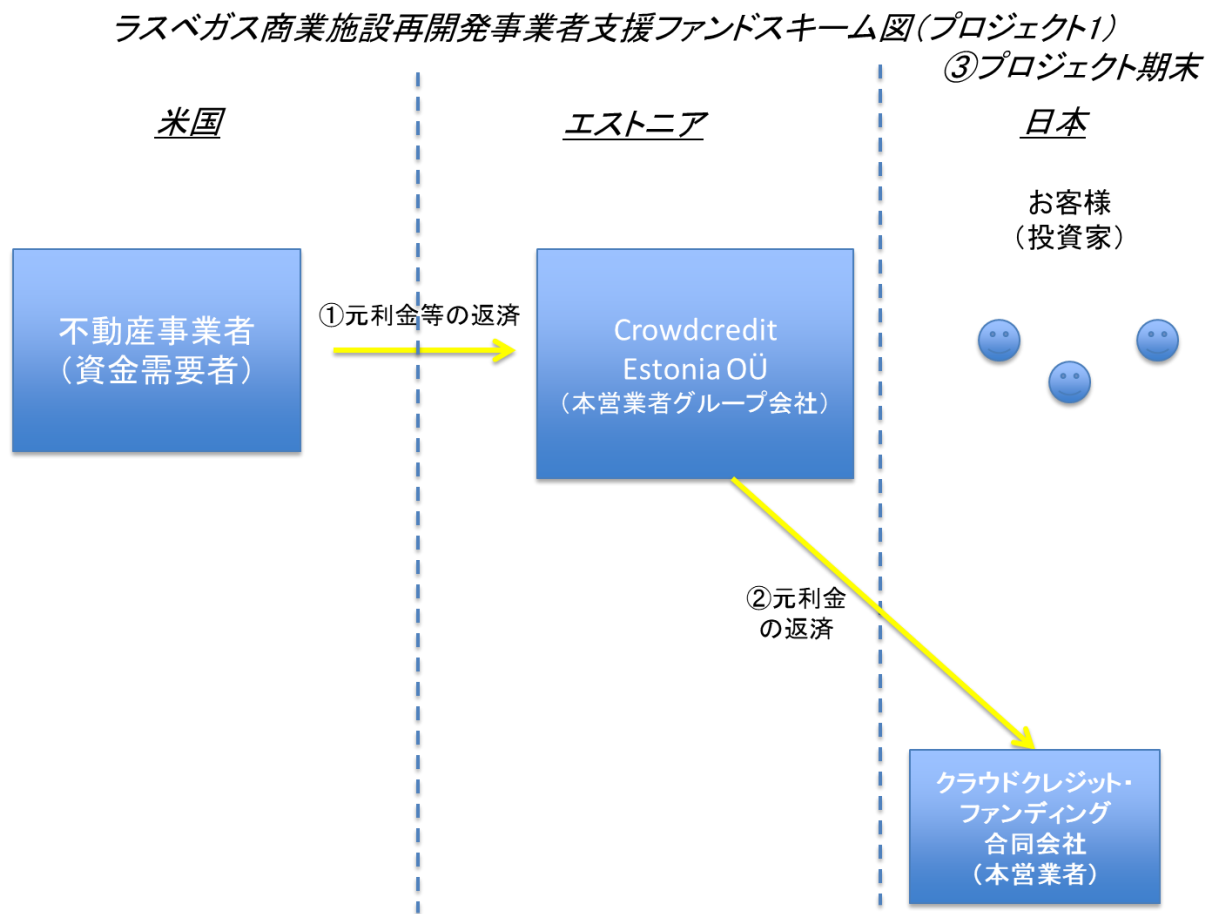 ラスベガス商業施設再開発事業者支援ファンドスキーム図(プロジェクト1)
③プロジェクト期末
米国
エストニア
日本
お客様
(投資家)
不動産事業者
(資金需要者)
①元利金等の返済
Crowdcredit
Estonia OÜ
(本営業者グループ会社)
②元利金
の返済
クラウドクレジット・
ファンディング
合同会社
(本営業者)